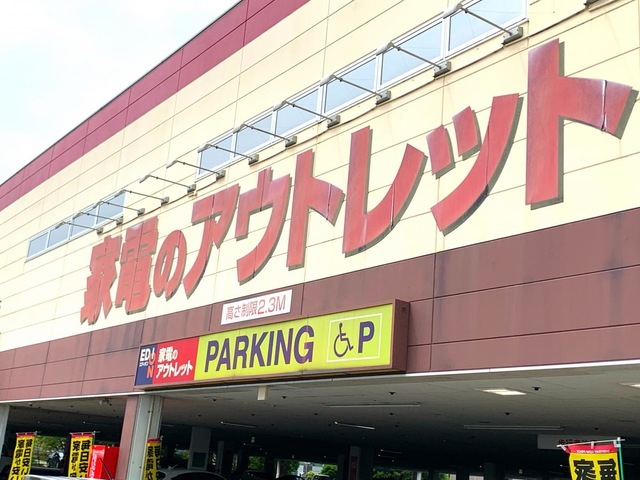 家電のアウトレット
高さ制限2.3M
EDION
家電の
アウトレット
PARKING
P